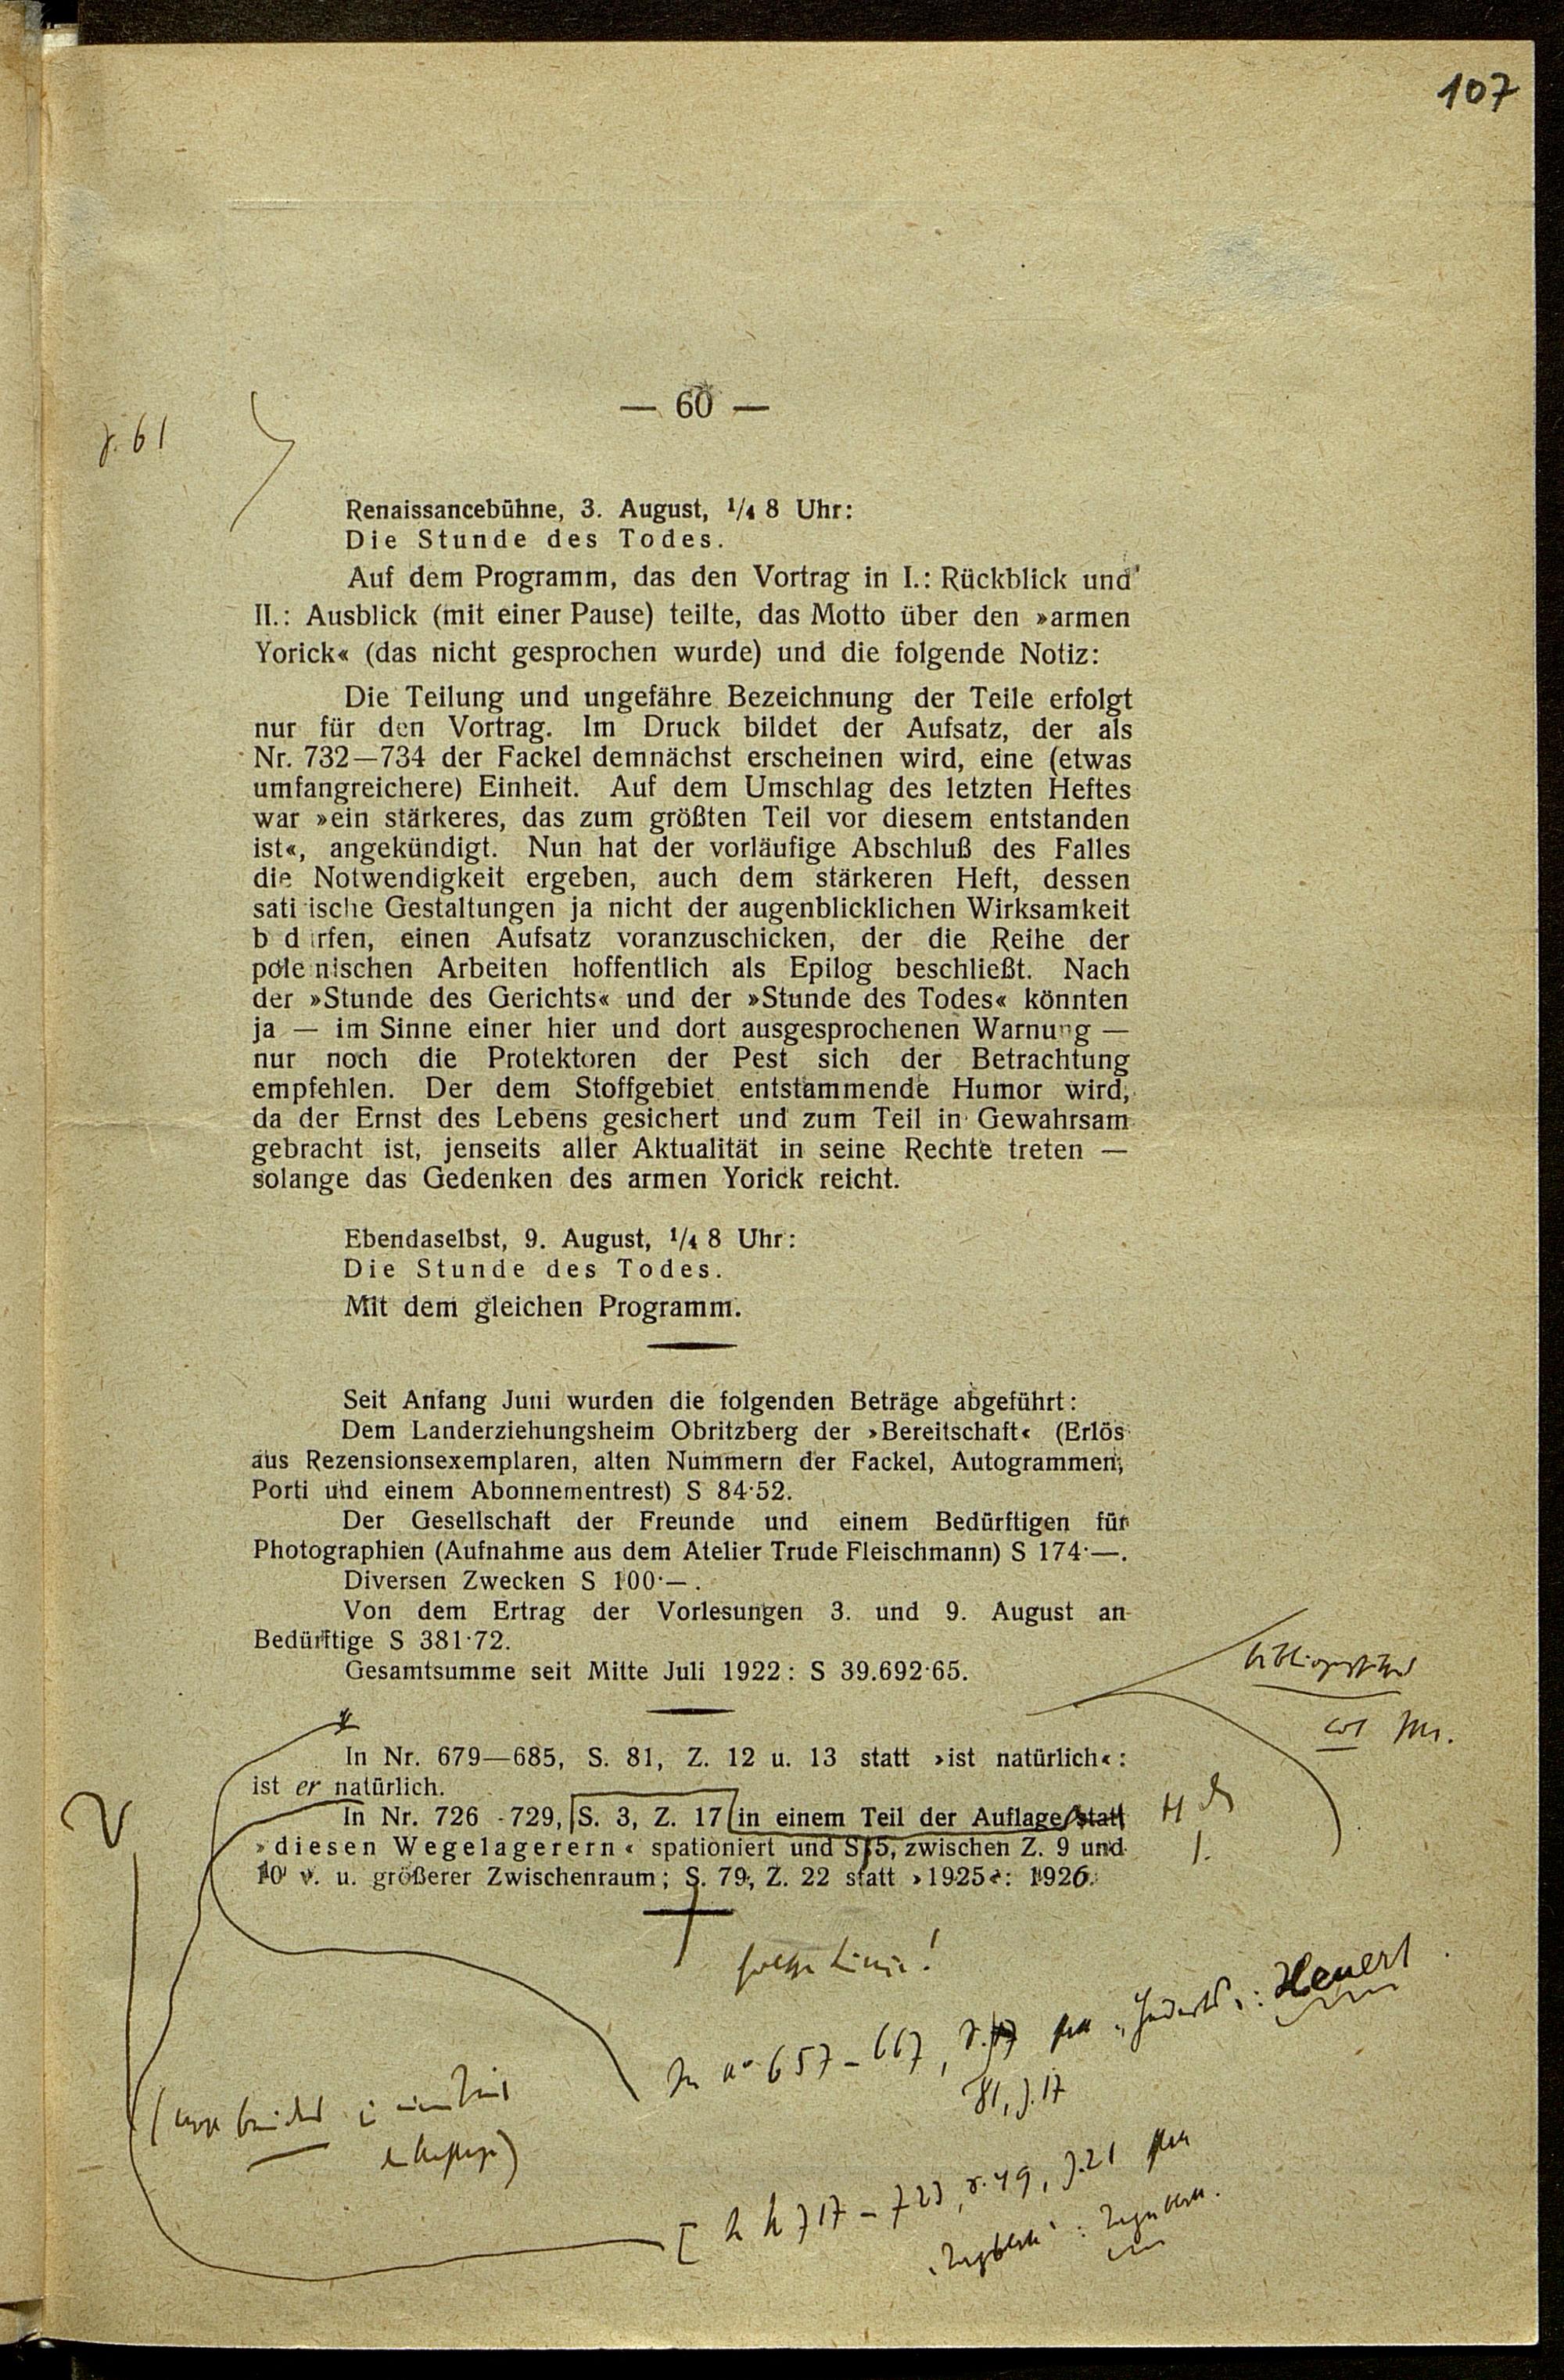 107
— 60 —
S. 61
Renaissancebühne, 3. August, ¼ 8 Uhr:
Die Stunde des Todes.
Auf dem Programm, das den Vortrag in I.: Rückblick und
II.: Ausblick (mit einer Pause) teilte, das Motto über den »armen
Yorick« (das nicht gesprochen wurde) und die folgende Notiz:
Die Teilung und ungefähre Bezeichnung der Teile erfolgt
nur für den Vortrag. Im Druck bildet der Aufsatz, der als
Nr. 732—734 der Fackel demnächst erscheinen wird, eine (etwas
umfangreichere) Einheit. Auf dem Umschlag des letzten Heftes
war »ein stärkeres, das zum größten Teil vor diesem entstanden
ist«, angekündigt. Nun hat der vorläufige Abschluß des Falles
die Notwendigkeit ergeben, auch dem stärkeren Heft, dessen
sati ische Gestaltungen ja nicht der augenblicklichen Wirksamkeit
b d rfen, einen Aufsatz voranzuschicken, der die Reihe der
polemischen Arbeiten hoffentlich als Epilog beschließt. Nach
der »Stunde des Gerichts« und der »Stunde des Todes« könnten
ja — im Sinne einer hier und dort ausgesprochenen Warnung —
nur noch die Protektoren der Pest sich der Betrachtung
empfehlen. Der dem Stoffgebiet entstammende Humor wird,
da der Ernst des Lebens gesichert und zum Teil in Gewahrsam
gebracht ist, jenseits aller Aktualität in seine Rechte treten —
solange das Gedenken des armen Yorick reicht.
Ebendaselbst, 9. August, ¼ 8 Uhr:
Die Stunde des Todes.
Mit dem gleichen Programm.
Seit Anfang Juni wurden die folgenden Beträge abgeführt:
Dem Landerziehungsheim Obritzberg der ›Bereitschaft‹ (Erlös
aus Rezensionsexemplaren, alten Nummern der Fackel, Autogrammen,
Porti und einem Abonnementrest) S 84·52.
Der Gesellschaft der Freunde und einem Bedürftigen für
Photographien (Aufnahme aus dem Atelier Trude Fleischmann) S 174·—.
Diversen Zwecken S 100·—.
Von dem Ertrag der Vorlesungen 3. und 9. August an
Bedürftige S 381·72.
Gesamtsumme seit Mitte Juli 1922: S 39.692·65.
In Nr. 679—685, S. 81, Z. 12 u. 13 statt ›ist natürlich‹:
ist er natürlich.
In Nr. 726-729, S. 3, Z. 17 in einem Teil der Auflage statt
›diesen Wegelagerern‹ spationiert und S. 5, zwischen Z. 9 und
10 v. u. größerer Zwischenraum; S. 79, Z. 22 statt ›1925‹: 1926.
657–667,
Heuert
81, Z. 17
717–723, S. 49, Z. 21